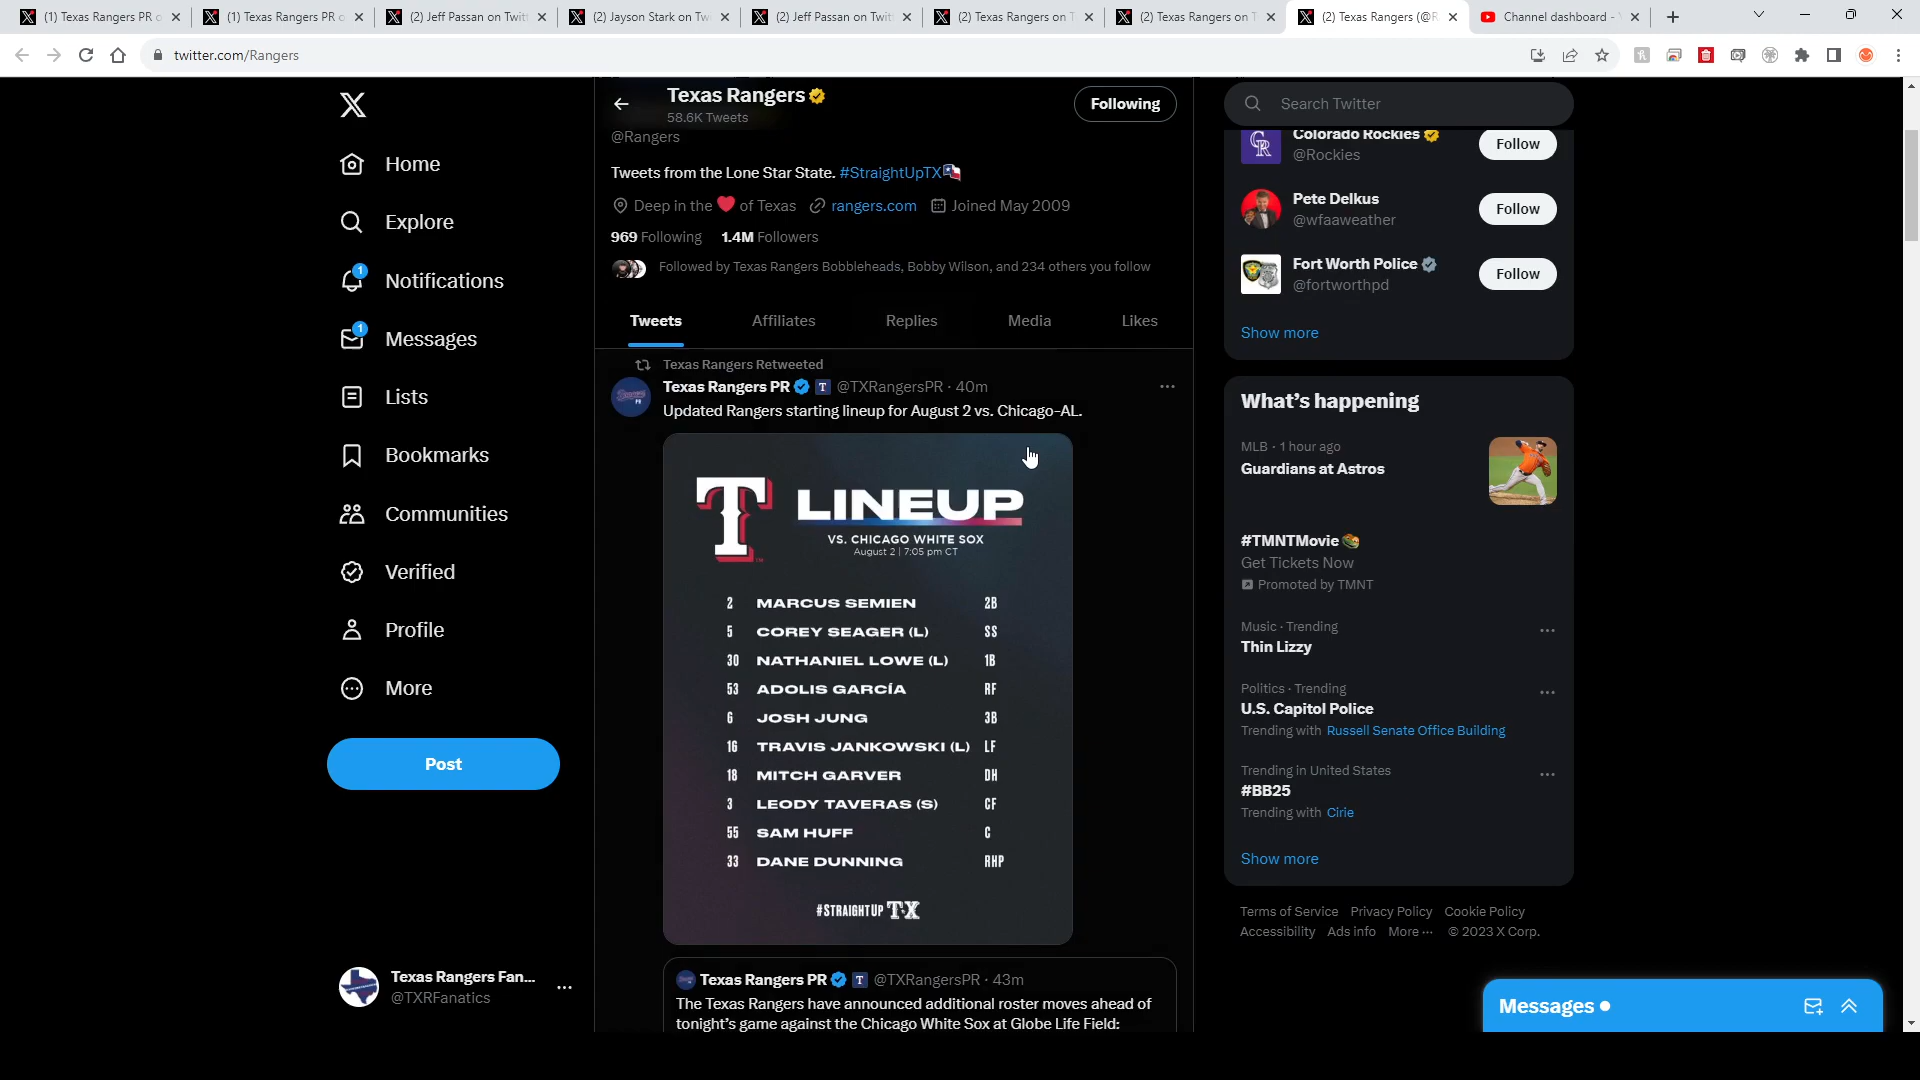 (1) Texas Rangers PR o
(1) Texas Rangers PR o
(2) Jeff Passan on Twit
(2) Jayson Stark on Tw
(2) Jeff Passan on Twit
(2) Texas Rangers on T
(2) Texas Rangers on T
(2) Texas Rangers (@R
Channel dashboard -
twitter.com/Rangers
X
Home
Explore
1
Notifications
1
Messages
Lists
Bookmarks
Communities
Verified
Profile
More
Post
Texas Rangers Fan...
@TXRFanatics
Texas Rangers
58.6K Tweets
Following
@Rangers
Tweets from the Lone Star State. #StraightUpTX
Deep in the ❤️ of Texas rangers.com Joined May 2009
969 Following 1.4M Followers
Followed by Texas Rangers Bobbleheads, Bobby Wilson, and 234 others you follow
Tweets Affiliates Replies Media Likes
Texas Rangers Retweeted
Texas Rangers PR T @TXRangersPR · 40m
Updated Rangers starting lineup for August 2 vs. Chicago-AL.
T LINEUP
VS. CHICAGO WHITE SOX
August 2 | 7:05 pm CT
2 MARCUS SEMIEN 2B
5 COREY SEAGER (L) SS
30 NATHANIEL LOWE (L) 1B
53 ADOLIS GARCÍA RF
6 JOSH JUNG 3B
16 TRAVIS JANKOWSKI (L) LF
18 MITCH GARVER DH
3 LEODY TAVERAS (S) CF
55 SAM HUFF C
33 DANE DUNNING RHP
#STRAIGHTUP TX
Texas Rangers PR T @TXRangersPR · 43m
The Texas Rangers have announced additional roster moves ahead of
tonight's game against the Chicago White Sox at Globe Life Field:
Search Twitter
Colorado Rockies
@Rockies
Follow
Pete Delkus
@wfaaweather
Follow
Fort Worth Police
@fortworthpd
Follow
Show more
What's happening
MLB · 1 hour ago
Guardians at Astros
#TMNTMovie
Get Tickets Now
Promoted by TMNT
Music · Trending
Thin Lizzy
Politics · Trending
U.S. Capitol Police
Trending with Russell Senate Office Building
Trending in United States
#BB25
Trending with Cirie
Show more
Terms of Service Privacy Policy Cookie Policy
Accessibility Ads info More ··· © 2023 X Corp.
Messages